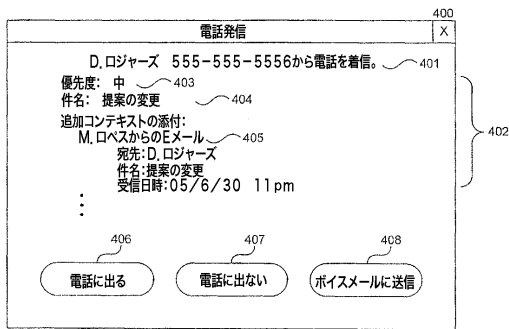 400
電話発信 X
D.ロジャーズ 555-555-5556から電話を着信。 401
優先度: 中 403
件名: 提案の変更 404
追加コンテキストの添付:
M.ロペスからのEメール 405
宛先:D.ロジャーズ
件名:提案の変更
受信日時:05/6/30 11pm
402
406 407 408
電話に出る 電話に出ない ボイスメールに送信